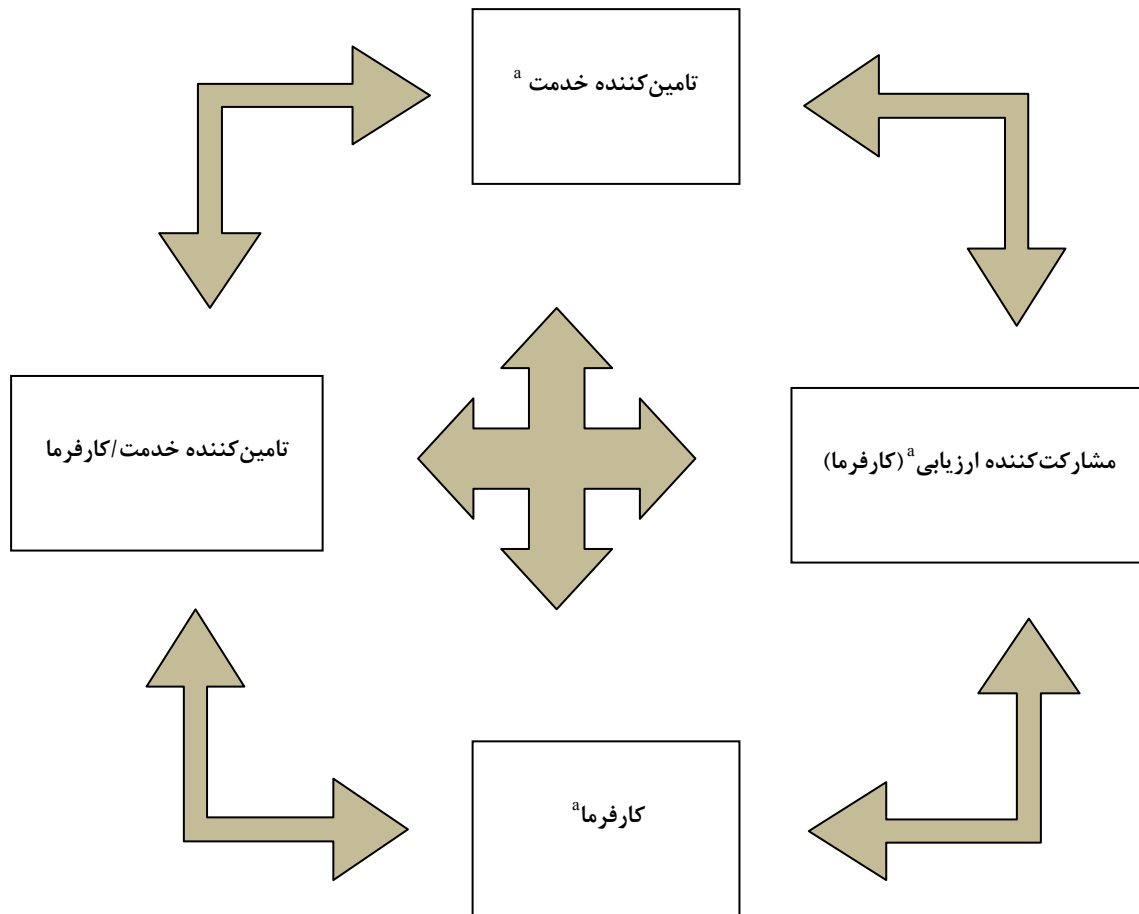 تامین‌کننده خدمت a
مشارکت‌کننده ارزیابی a (کارفرما)
تامین‌کننده خدمت/کارفرما
کارفرما a